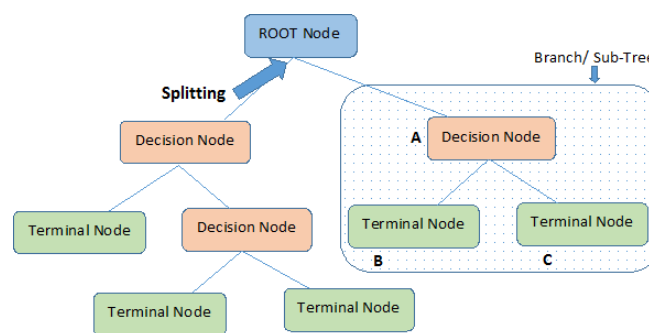 ROOT Node
Branch/ Sub-Tree
Splitting
Decision Node
A Decision Node
Terminal Node
Decision Node
Terminal Node
Terminal Node
B
C
Terminal Node
Terminal Node